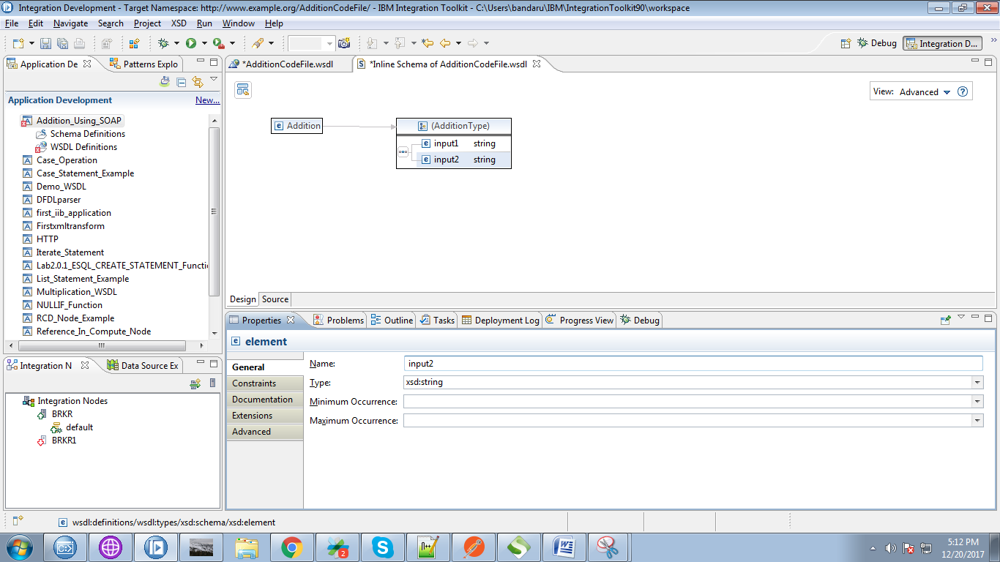 Integration Development - Target Namespace: http://www.example.org/AdditionCodeFile/ - IBM Integration Toolkit - C:\Users\bandaru\IBM\IntegrationToolkit90\workspace
File Edit Navigate Search Project XSD Run Window Help
Debug Integration D...
Application De Patterns Explo
Application Development New...
Addition_Using_SOAP
Schema Definitions
WSDL Definitions
Case_Operation
Case_Statement_Example
Demo_WSDL
DFDLparser
first_iib_application
Firstxmltransform
HTTP
Iterate_Statement
Lab2.0.1_ESQL_CREATE_STATEMENT_Functi
List_Statement_Example
Multiplication_WSDL
NULLIF_Function
RCD_Node_Example
Reference_In_Compute_Node
*AdditionCodeFile.wsdl *Inline Schema of AdditionCodeFile.wsdl
View: Advanced
Addition (AdditionType)
input1 string
input2 string
Design Source
Properties Problems Outline Tasks Deployment Log Progress View Debug
element
General
Constraints
Documentation
Extensions
Advanced
Name: input2
Type: xsd:string
Minimum Occurrence:
Maximum Occurrence:
Integration N Data Source Ex
Integration Nodes
BRKR
default
BRKR1
wsdl:definitions/wsdl:types/xsd:schema/xsd:element
5:12 PM
12/20/2017